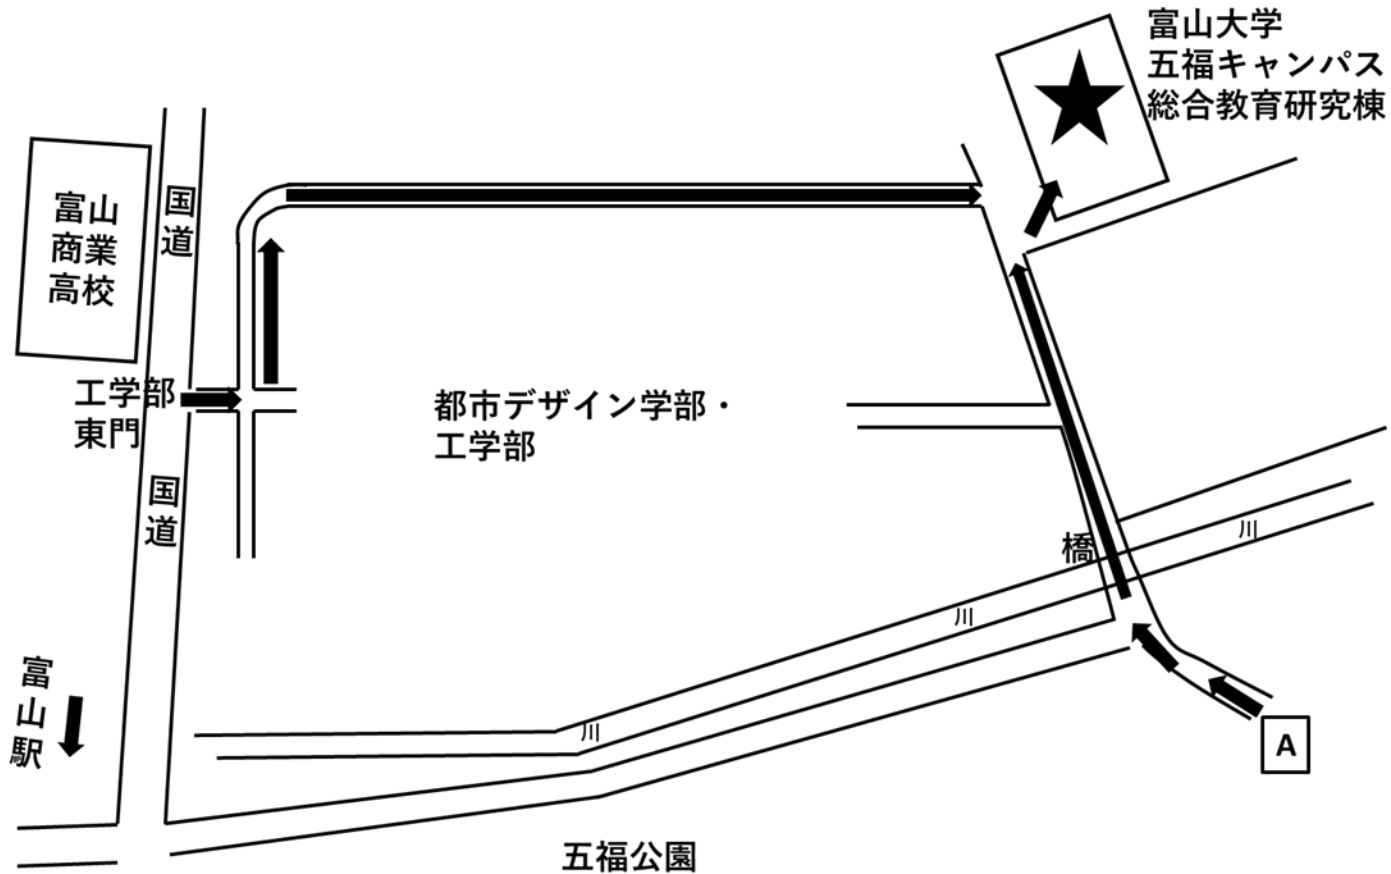 富山大学
五福キャンパス
総合教育研究棟
富山
商業
高校
国道
工学部
東門
都市デザイン学部・
工学部
国道
橋
川
川
川
富山駅
A
五福公園